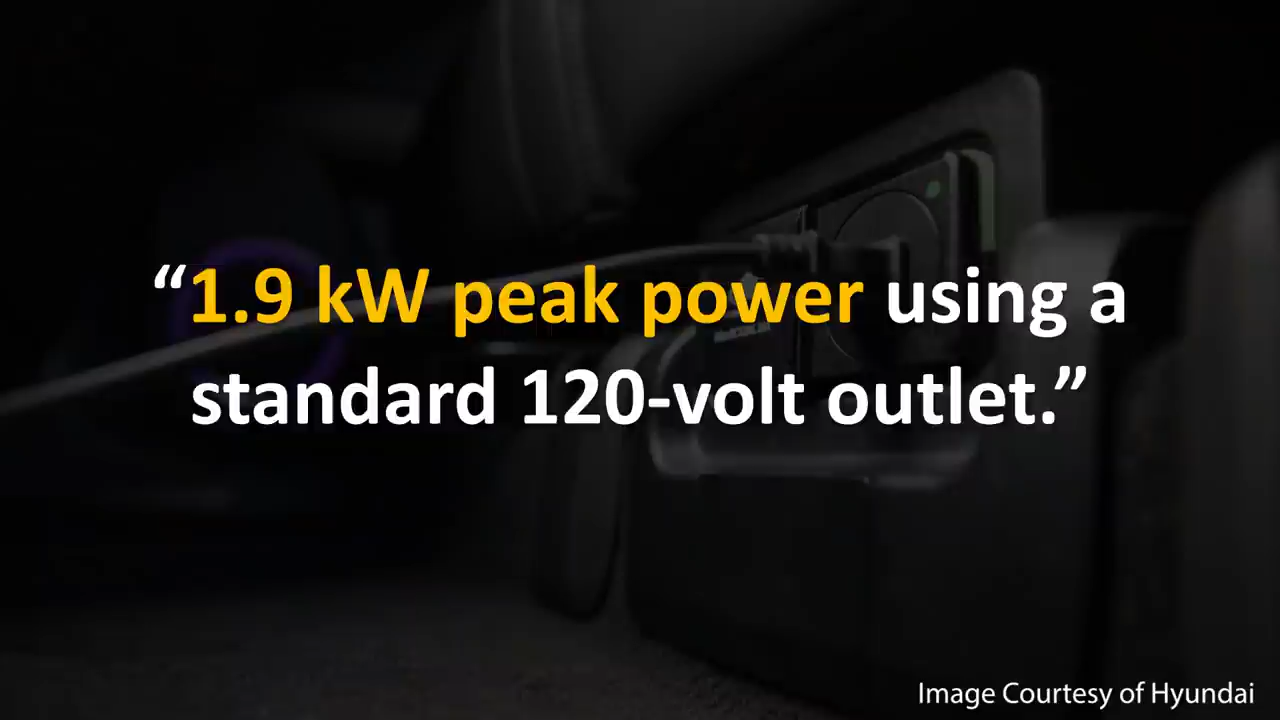 “1.9 kW peak power using a
standard 120-volt outlet.”
Image Courtesy of Hyundai